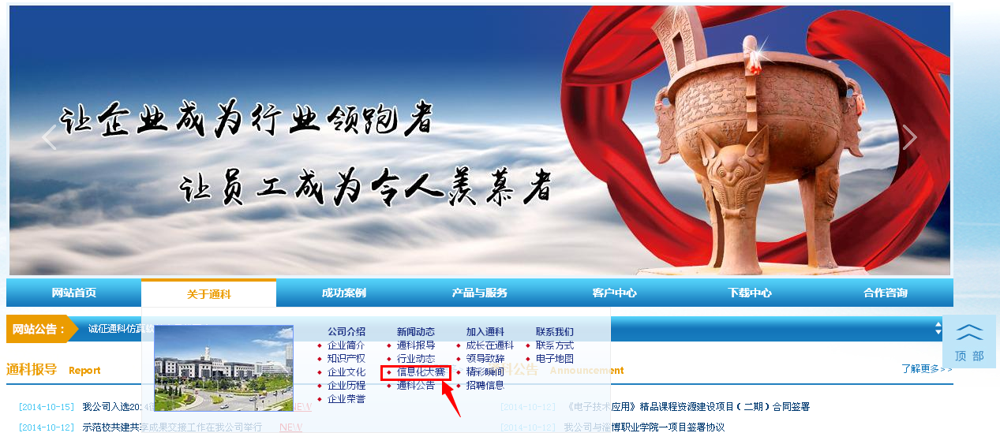 让企业成为行业领跑者
让员工成为令人羡慕者
网站首页 关于通科 成功案例 产品与服务 客户中心 下载中心 合作咨询
网站公告： 诚征通科仿真软
公司介绍 新闻动态 加入通科 联系我们
企业简介 通科报导 成长在通科 联系方式
知识产权 行业动态 领导致辞 电子地图
企业文化 信息化大赛 精彩瞬间
企业历程 通科公告 招聘信息
企业荣誉
顶 部
通科报导 Report
科公告 Announcement 了解更多>>
[2014-10-15] 我公司入选2014 NEW
[2014-10-12] 《电子技术应用》精品课程资源建设项目（二期）合同签署
[2014-10-12] 示范校共建共享成果交接工作在我公司举行 NEW
[2014-10-12] 我公司与淄博职业学院一项目签署协议